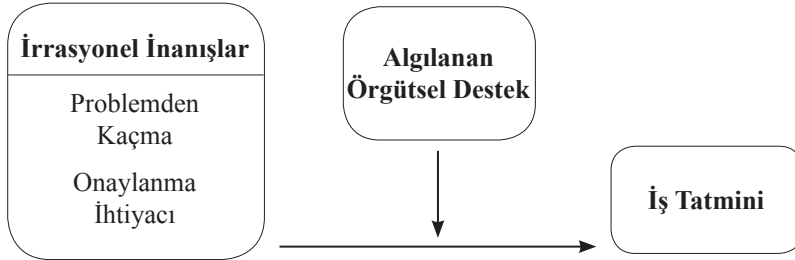 İrrasyonel İnanışlar
Problemden
Kaçma
Onaylanma
İhtiyacı
Algılanan
Örgütsel Destek
İş Tatmini